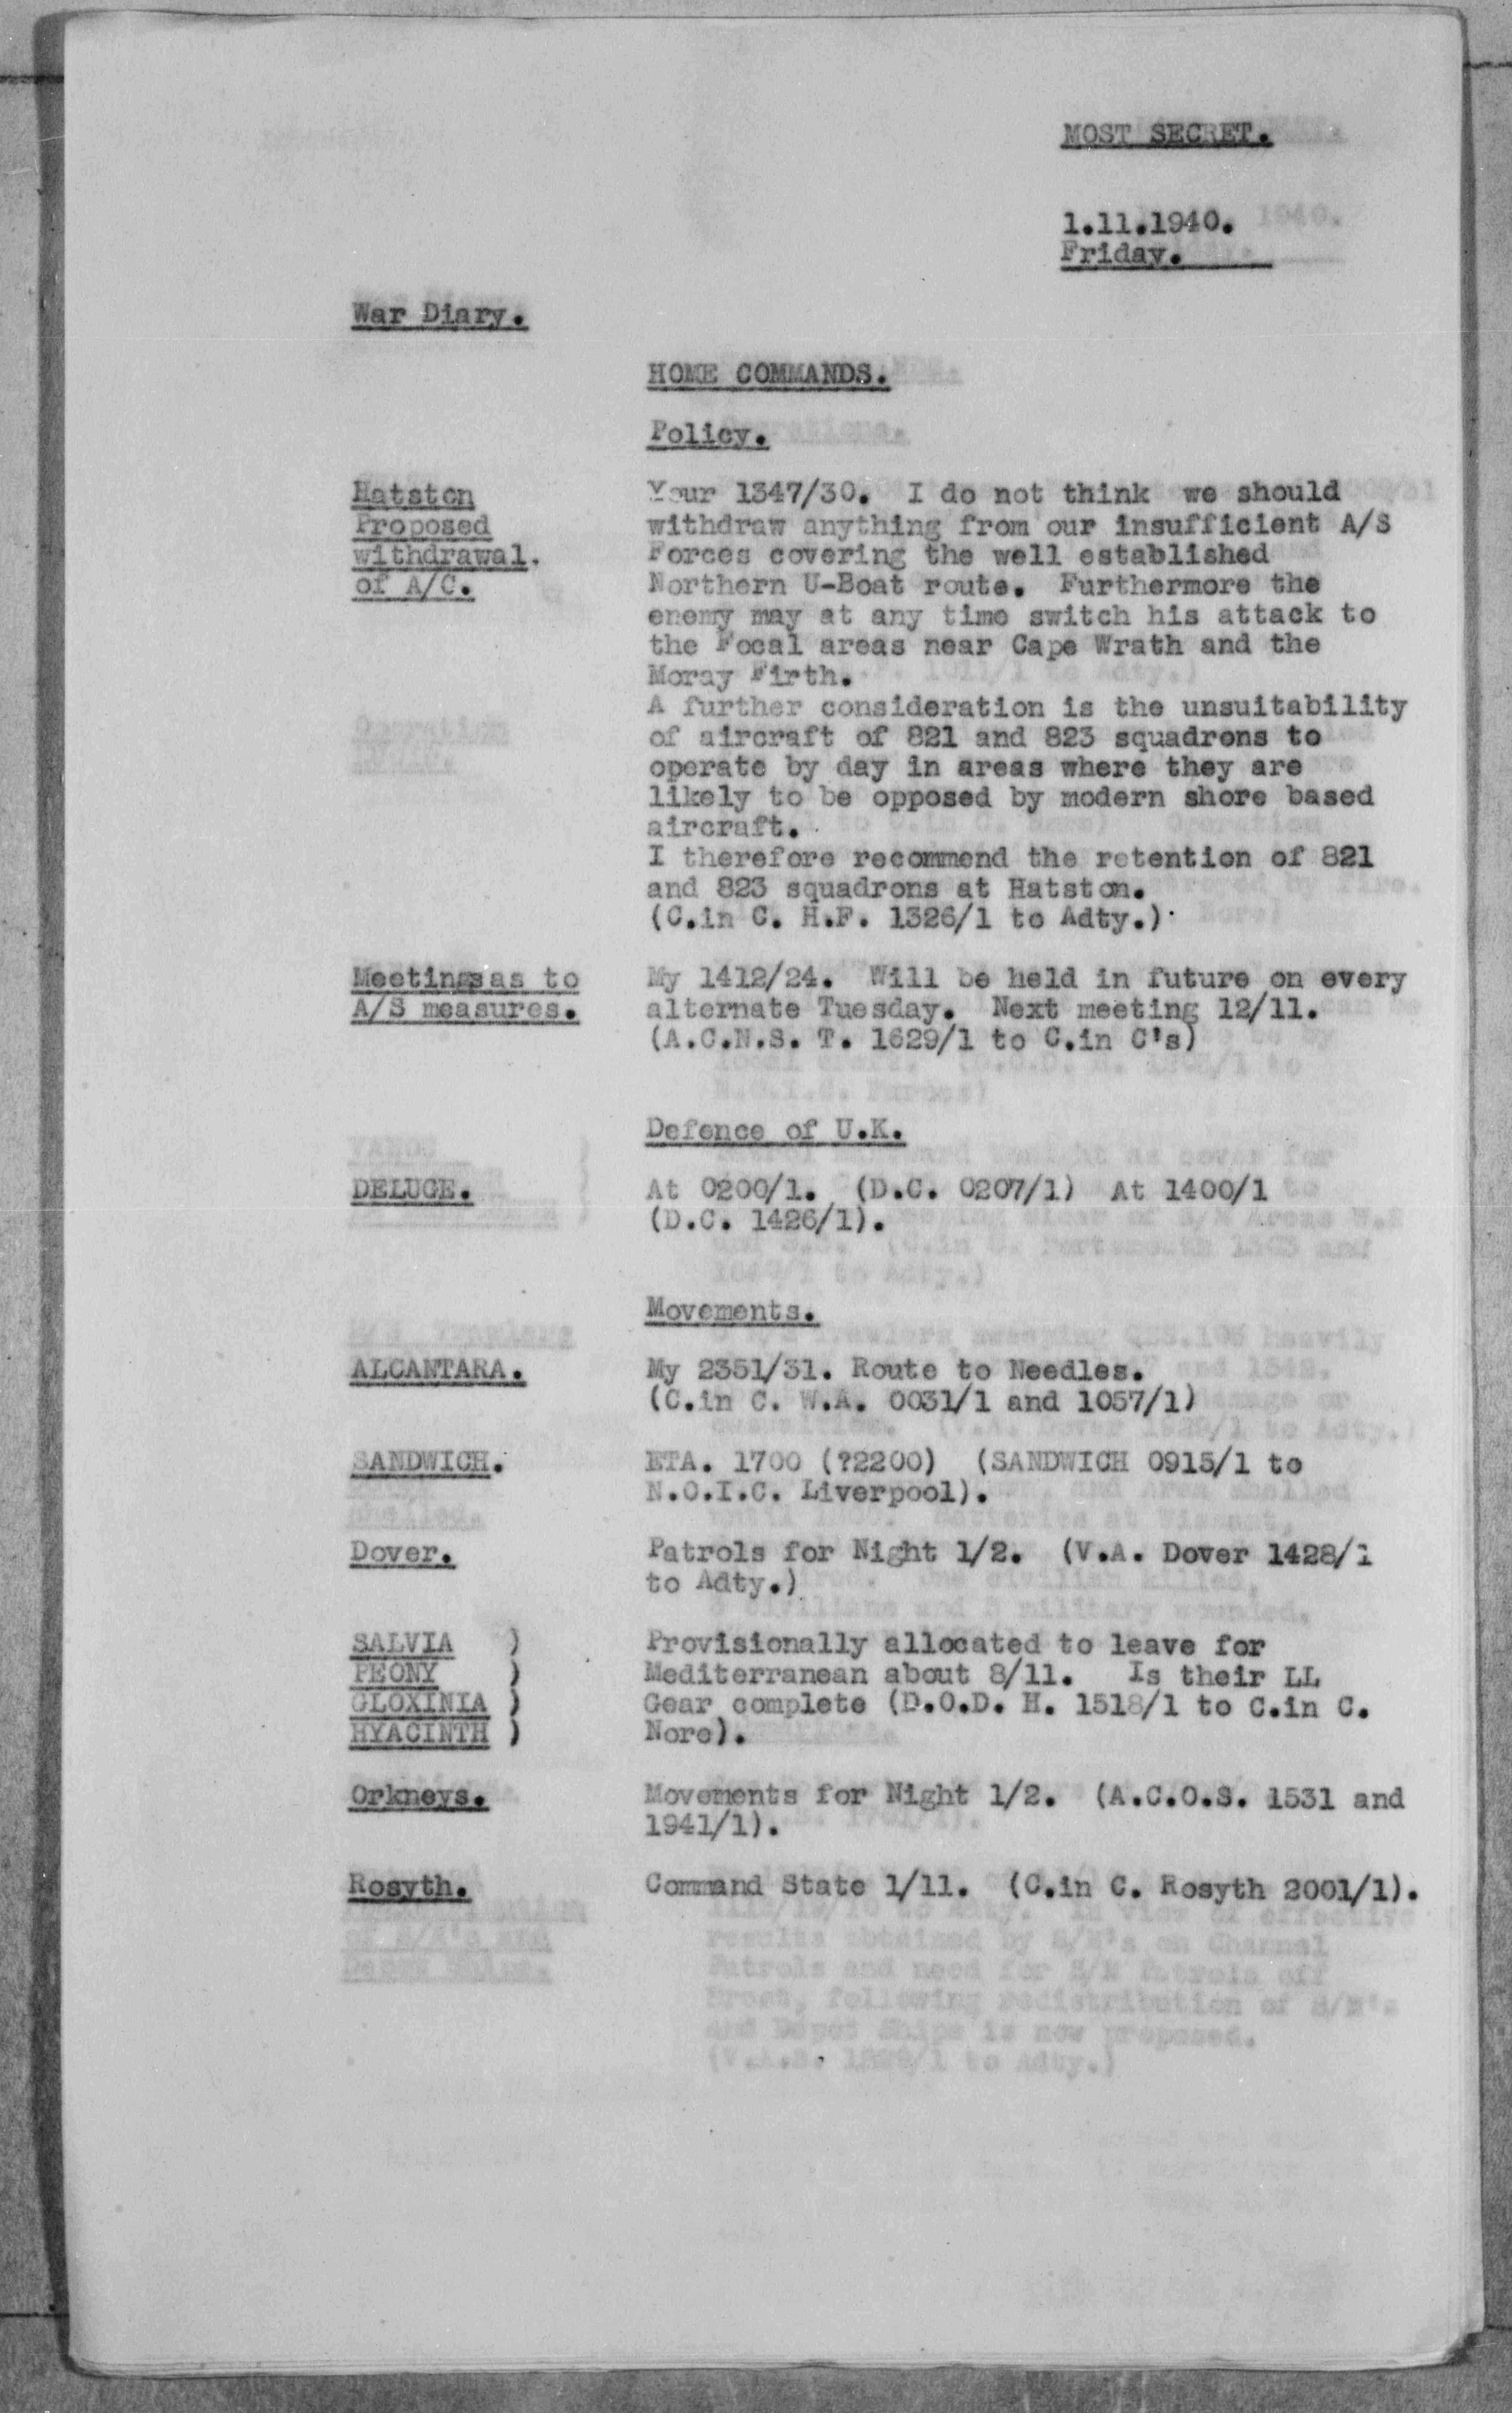 MOST SECRET.
1.11.1940.
Friday.
War Diary.
HOME COMMANDS.
Policy.
Hatston
Proposed
withdrawal.
of A/C.
Your 1347/30. I do not think we should
withdraw anything from our insufficient A/S
Forces covering the well established
Northern U-Boat route. Furthermore the
enemy may at any time switch his attack to
the Focal areas near Cape Wrath and the
Moray Firth.
A further consideration is the unsuitability
of aircraft of 821 and 823 squadrons to
operate by day in areas where they are
likely to be opposed by modern shore based
aircraft.
I therefore recommend the retention of 821
and 823 squadrons at Hatston.
(C.in C. H.F. 1326/1 to Adty.)
Meetings as to
A/S measures.
My 1412/24. Will be held in future on every
alternate Tuesday. Next meeting 12/11.
(A.C.N.S. T. 1629/1 to C.in C's)
Defence of U.K.
DELUGE.
At 0200/1. (D.C. 0207/1) At 1400/1
(D.C. 1426/1).
Movements.
ALCANTARA.
My 2351/31. Route to Needles.
(C.in C. W.A. 0031/1 and 1057/1)
SANDWICH.
ETA. 1700 (?2200) (SANDWICH 0915/1 to
N.O.I.C. Liverpool).
Dover.
Patrols for Night 1/2. (V.A. Dover 1428/1
to Adty.)
SALVIA )
PEONY )
GLOXINIA )
HYACINTH )
Provisionally allocated to leave for
Mediterranean about 8/11. Is their LL
Gear complete (D.O.D. H. 1518/1 to C.in C.
Nore).
Orkneys.
Movements for Night 1/2. (A.C.O.S. 1531 and
1941/1).
Rosyth.
Command State 1/11. (C.in C. Rosyth 2001/1).